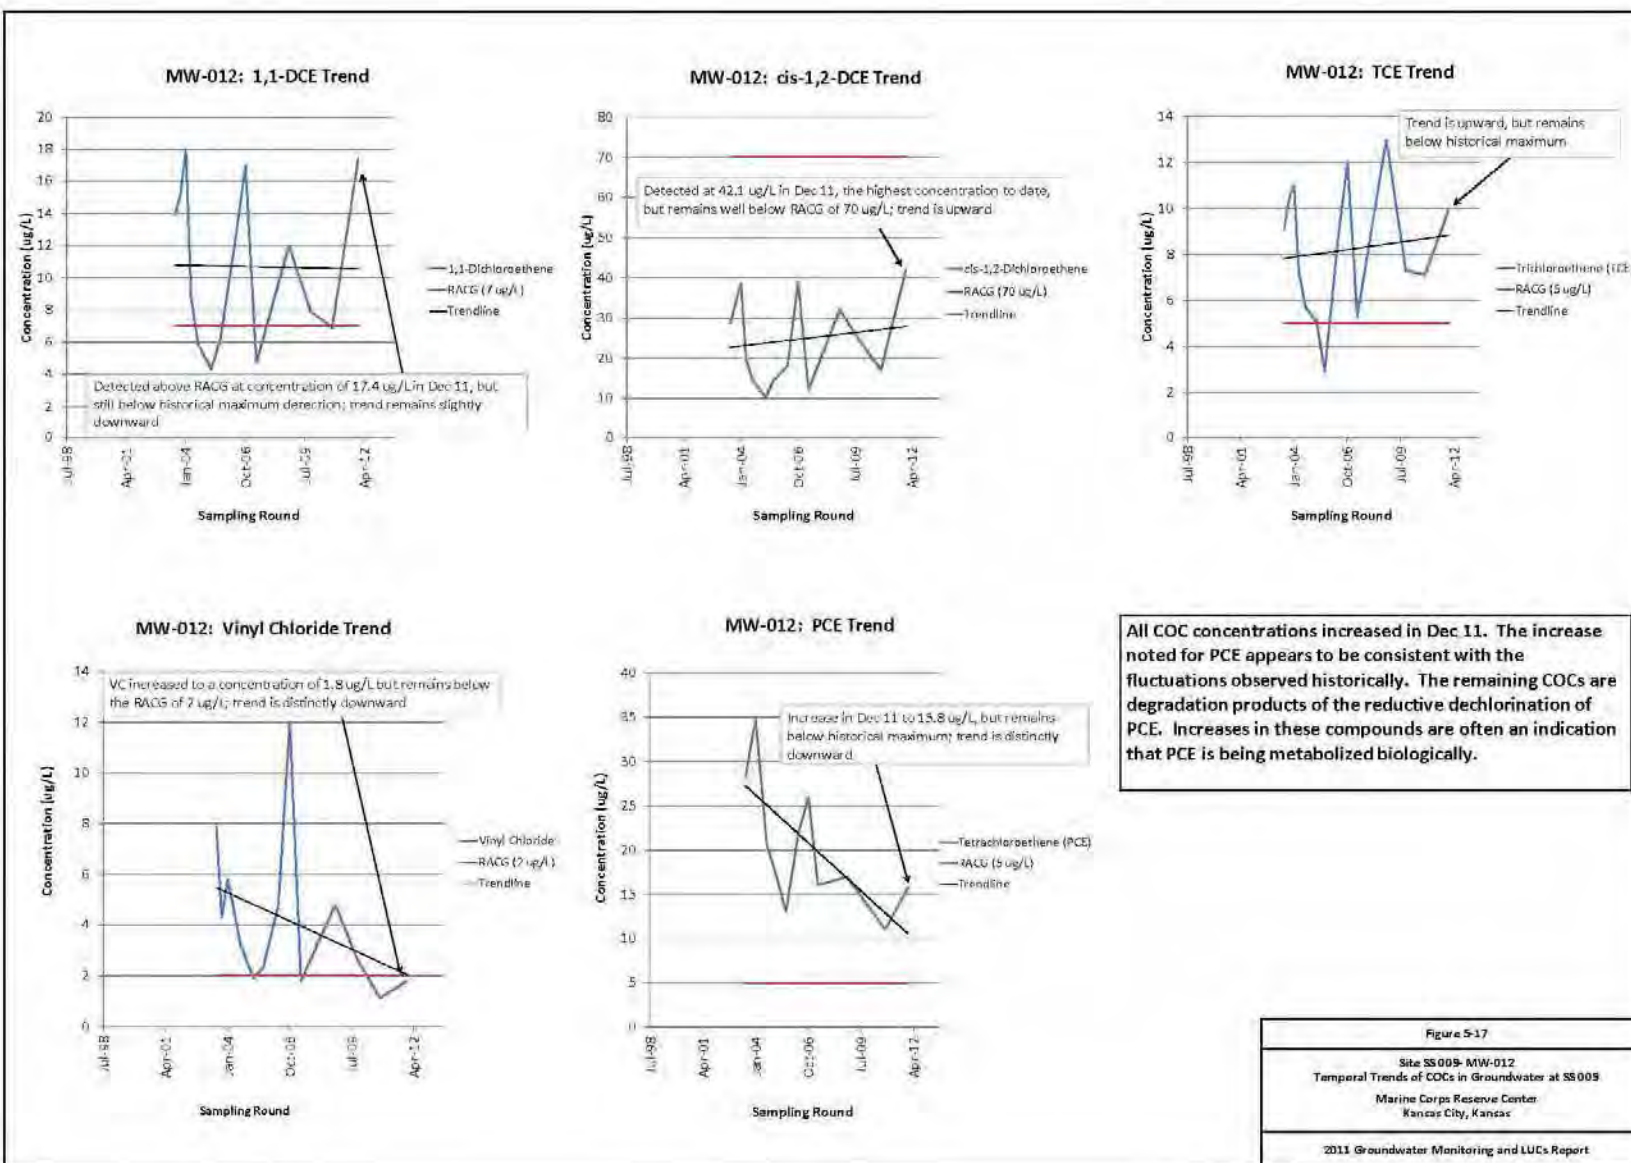 MW-012: 1,1-DCE Trend
20
18
16
14
12
10
8
6
4
2
0
Concentration (ug/L)
Jul-98
Apr-01
Jan-04
Oct-06
Jul-09
Apr-12
Sampling Round
1,1-Dichloroethene
RACG (7 ug/L)
Trendline
Detected above RACG at concentration of 17.4 ug/L in Dec 11, but
still below historical maximum detection; trend remains slightly
downward
MW-012: cis-1,2-DCE Trend
80
70
60
50
40
30
20
10
0
Concentration (ug/L)
Jul-98
Apr-01
Jan-04
Oct-06
Jul-09
Apr-12
Sampling Round
cis-1,2-Dichloroethene
RACG (70 ug/L)
Trendline
Detected at 42.1 ug/L in Dec 11, the highest concentration to date,
but remains well below RACG of 70 ug/L; trend is upward
MW-012: TCE Trend
14
12
10
8
6
4
2
0
Concentration (ug/L)
Jul-98
Apr-01
Jan-04
Oct-06
Jul-09
Apr-12
Sampling Round
Trichloroethene (TCE
RACG (5 ug/L)
Trendline
Trend is upward, but remains
below historical maximum
MW-012: Vinyl Chloride Trend
14
12
10
8
6
4
2
0
Concentration (ug/L)
Jul-98
Apr-01
Jan-04
Oct-06
Jul-09
Apr-12
Sampling Round
Vinyl Chloride
RACG (2 ug/L)
Trendline
VC increased to a concentration of 1.8 ug/L but remains below
the RACG of 2 ug/L; trend is distinctly downward
MW-012: PCE Trend
40
35
30
25
20
15
10
5
0
Concentration (ug/L)
Jul-98
Apr-01
Jan-04
Oct-06
Jul-09
Apr-12
Sampling Round
Tetrachloroethene (PCE)
RACG (5 ug/L)
Trendline
Increase in Dec 11 to 15.8 ug/L, but remains
below historical maximum; trend is distinctly
downward
All COC concentrations increased in Dec 11. The increase
noted for PCE appears to be consistent with the
fluctuations observed historically. The remaining COCs are
degradation products of the reductive dechlorination of
PCE. Increases in these compounds are often an indication
that PCE is being metabolized biologically.
Figure 5-17
Site SS009- MW-012
Temporal Trends of COCs in Groundwater at SS009
Marine Corps Reserve Center
Kansas City, Kansas
2011 Groundwater Monitoring and LUCs Report